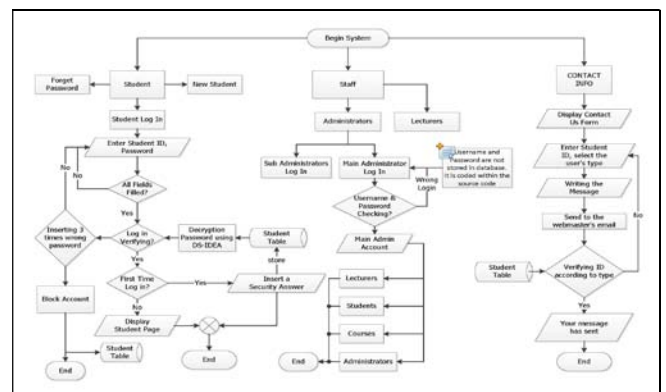 Begin System
Forget
Password
Student
New Student
Staff
CONTACT
INFO
Student Log In
Administrators
Lecturers
Display Contact
Us Form
Enter Student ID,
Password
Enter Student
ID, select the
user's type
Sub Administrators
Log In
Main Administrator
Log In
Username and
Password are not
stored in database,
it is coded within the
source code
No
No
All Fields
Filled?
Wrong
Login
Writing the
Message
Yes
Username &
Password
Checking?
Send to the
webmaster's email
No
Inserting 3
times wrong
password
Log in
Verifying?
Decryption
Password using
DS-IDEA
Student
Table
Main Admin
Account
Yes
store
Student
Table
Verifying ID
according to type
First Time
Log in?
Yes
Insert a
Security Answer
Lecturers
Block Account
No
Students
Yes
Display
Student Page
Courses
Your message
has sent
Student
Table
End
End
End
Administrators
End